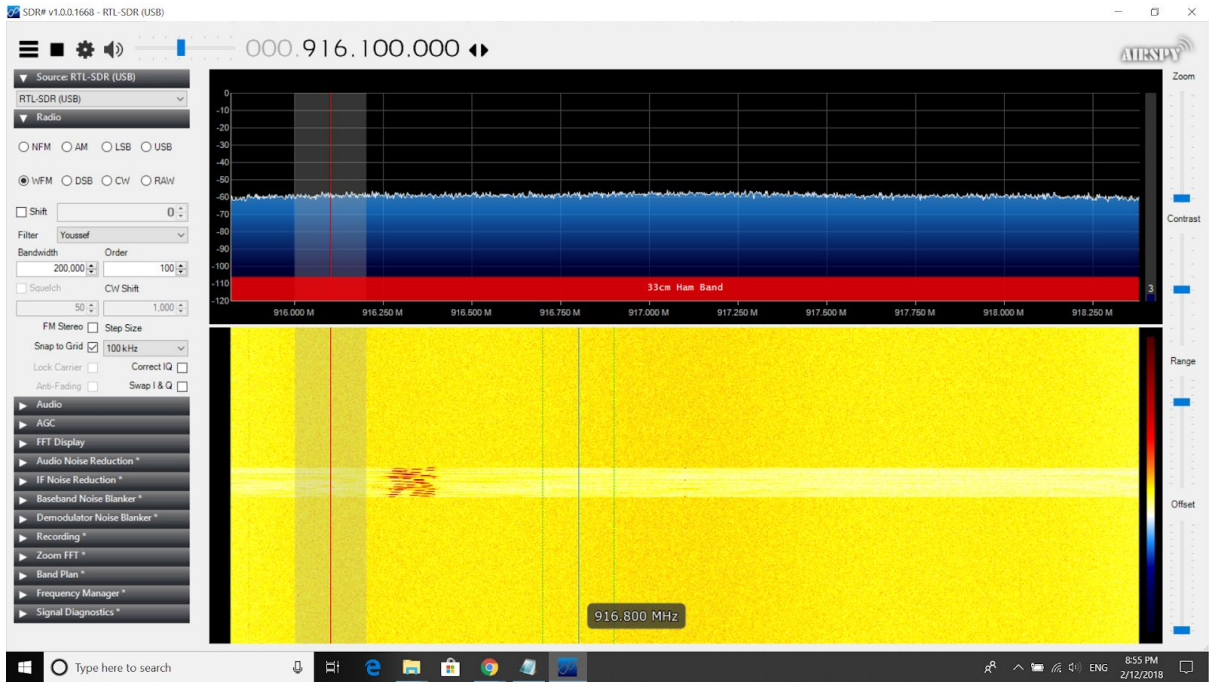 SDR# v1.0.0.1668 - RTL-SDR (USB)
000.916.100.000
AIRSPY
Source: RTL-SDR (USB)
RTL-SDR (USB)
Radio
NFM AM LSB USB
WFM DSB CW RAW
Shift 0
Filter Youssef
Bandwidth Order
200,000 100
Squelch CW Shift
50 1,000
FM Stereo Step Size
Snap to Grid 100 kHz
Lock Carrier Correct IQ
Anti-Fading Swap I & Q
Audio
AGC
FFT Display
Audio Noise Reduction *
IF Noise Reduction *
Baseband Noise Blanker *
Demodulator Noise Blanker *
Recording *
Zoom FFT *
Band Plan *
Frequency Manager *
Signal Diagnostics *
0
-10
-20
-30
-40
-50
-60
-70
-80
-90
-100
-110
-120
33cm Ham Band
3
916.000 M 916.250 M 916.500 M 916.750 M 917.000 M 917.250 M 917.500 M 917.750 M 918.000 M 918.250 M
916.800 MHz
Zoom
Contrast
Range
Offset
Type here to search
ENG
8:55 PM
2/12/2018